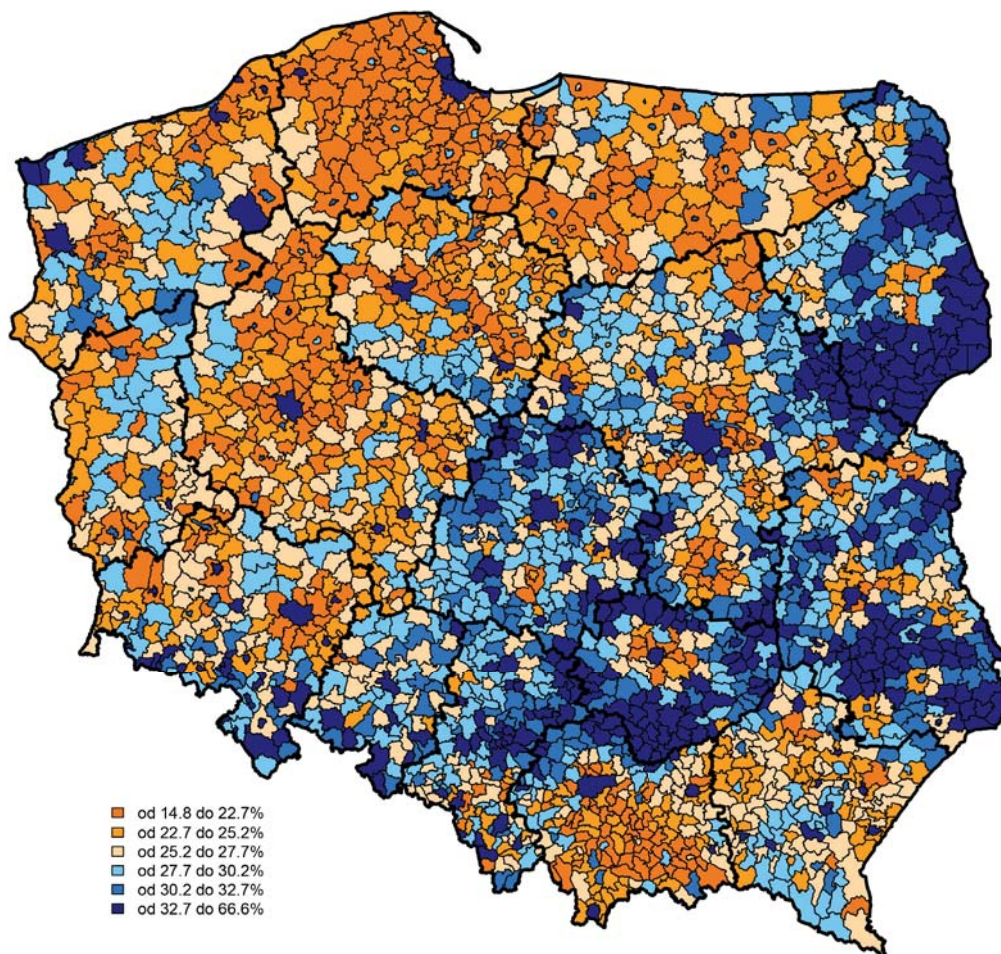 od 14.8 do 22.7%
od 22.7 do 25.2%
od 25.2 do 27.7%
od 27.7 do 30.2%
od 30.2 do 32.7%
od 32.7 do 66.6%